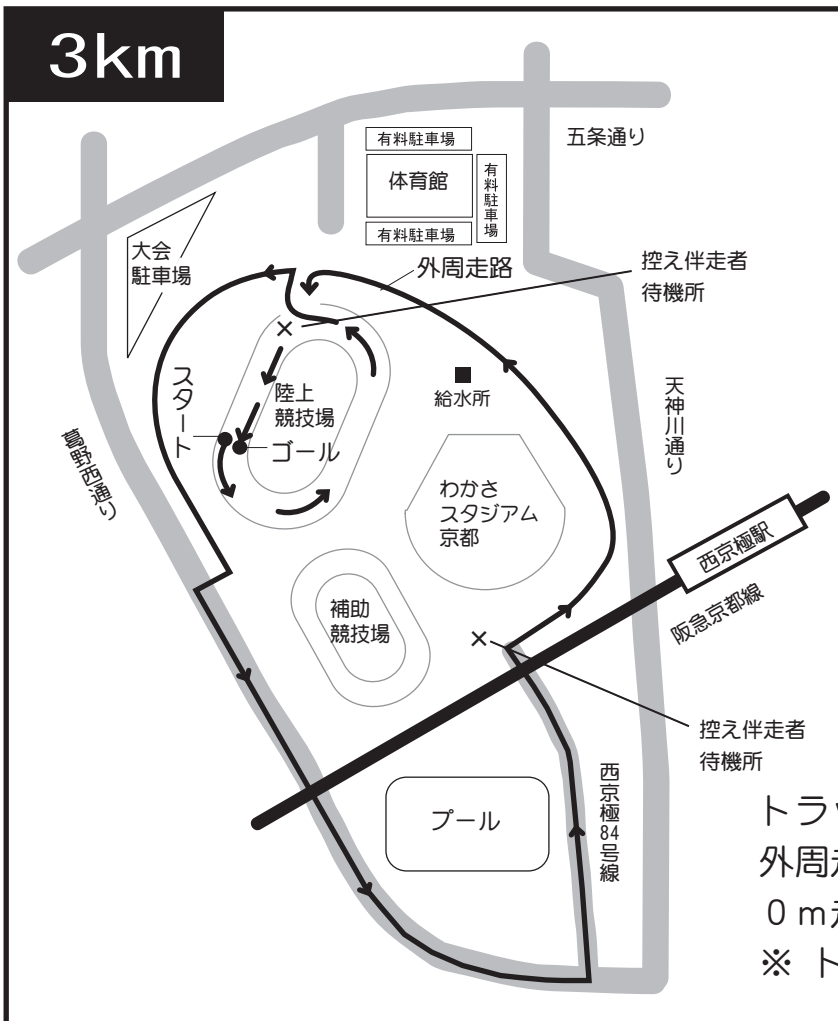 3km
五条通り
有料駐車場
体育館
有料駐車場
有料駐車場
大会
駐車場
外周走路
控え伴走者
待機所
スタート
陸上
競技場
給水所
ゴール
天神川通り
葛野西通り
わかさ
スタジアム
京都
西京極駅
阪急京都線
補助
競技場
控え伴走者
待機所
西京極84号線
プール
トラ
外周
0m
※ ト